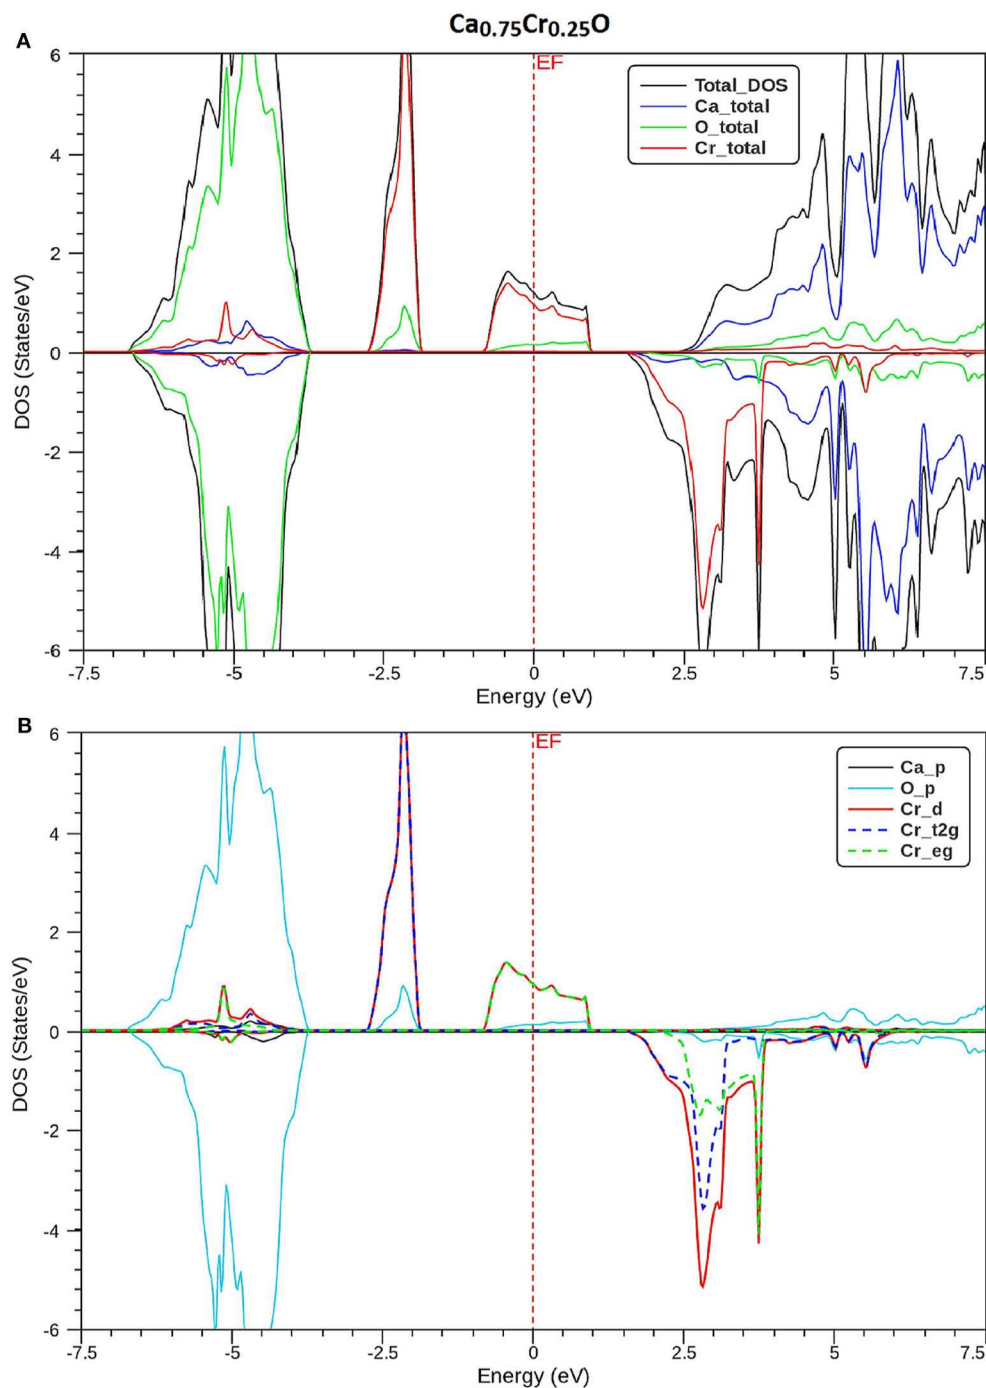 Ca0.75Cr0.25O
A
6
EF
Total_DOS
Ca_total
O_total
Cr_total
4
2
0
-2
-4
-6
DOS (States/eV)
-7.5 -5 -2.5 0 2.5 5 7.5
Energy (eV)
B
6
EF
Ca_p
O_p
Cr_d
Cr_t2g
Cr_eg
4
2
0
-2
-4
-6
DOS (States/eV)
-7.5 -5 -2.5 0 2.5 5 7.5
Energy (eV)